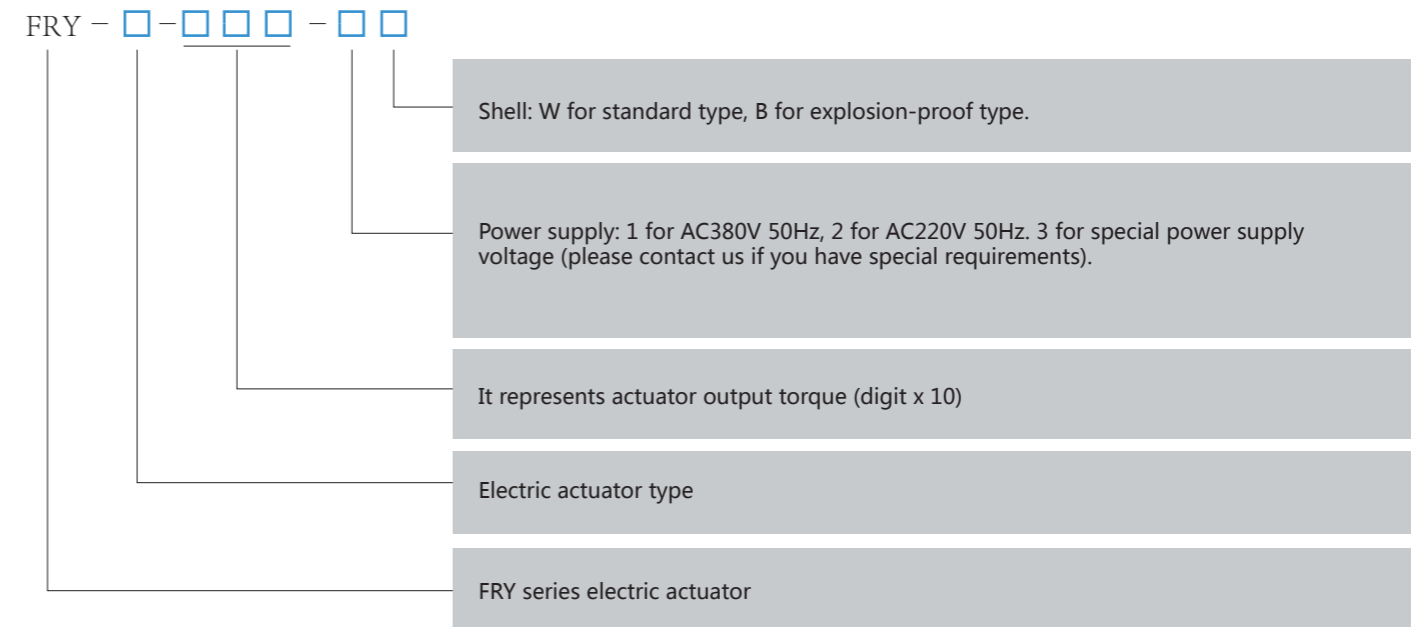 FRY - □ - □ □ □ - □ □
Shell: W for standard type, B for explosion-proof type.
Power supply: 1 for AC380V 50Hz, 2 for AC220V 50Hz. 3 for special power supply
voltage (please contact us if you have special requirements).
It represents actuator output torque (digit x 10)
Electric actuator type
FRY series electric actuator